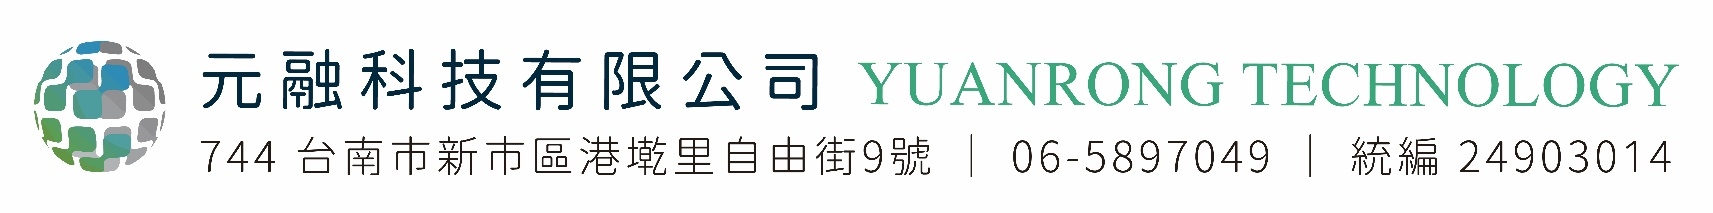 元融科技有限公司 YUANRONG TECHNOLOGY
744 台南市新市區港墘里自由街9號 ｜ 06-5897049 ｜ 統編 24903014